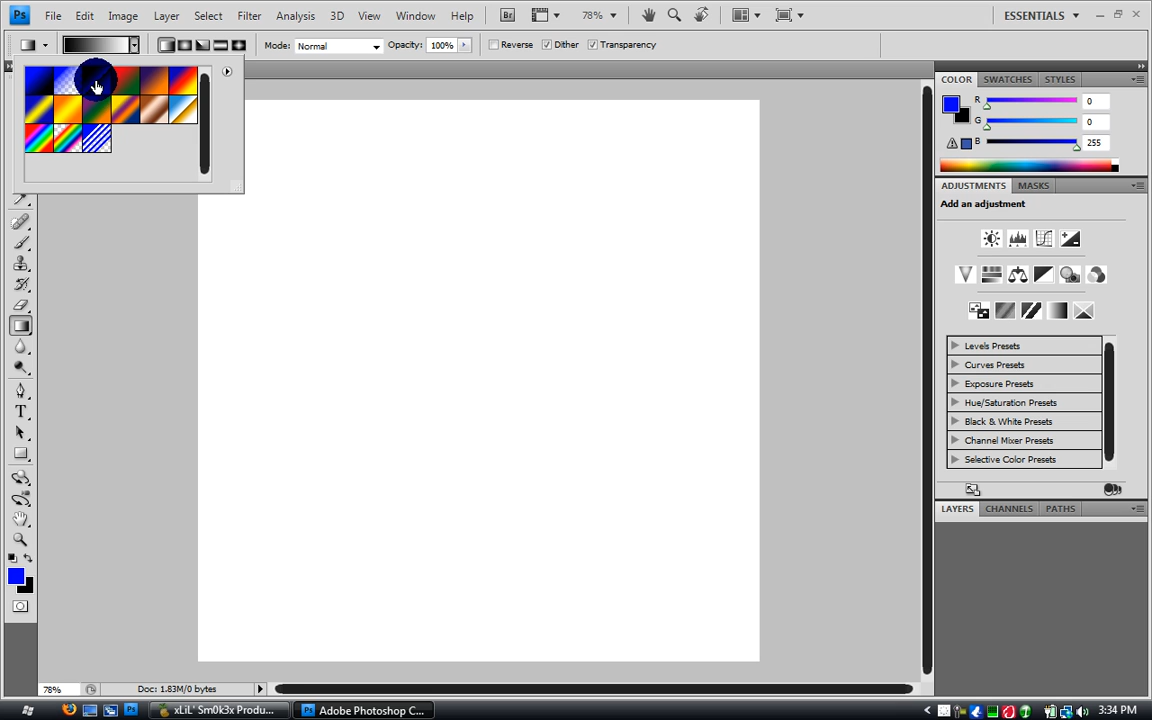 Ps File Edit Image Layer Select Filter Analysis 3D View Window Help Br 78% ESSENTIALS
Mode: Normal Opacity: 100% Reverse Dither Transparency
COLOR SWATCHES STYLES
R 0
G 0
B 255
ADJUSTMENTS MASKS
Add an adjustment
Levels Presets
Curves Presets
Exposure Presets
Hue/Saturation Presets
Black & White Presets
Channel Mixer Presets
Selective Color Presets
LAYERS CHANNELS PATHS
T
78% Doc: 1.83M/0 bytes
Ps xLiL' Sm0k3x Produ... Ps Adobe Photoshop C... 3:34 PM